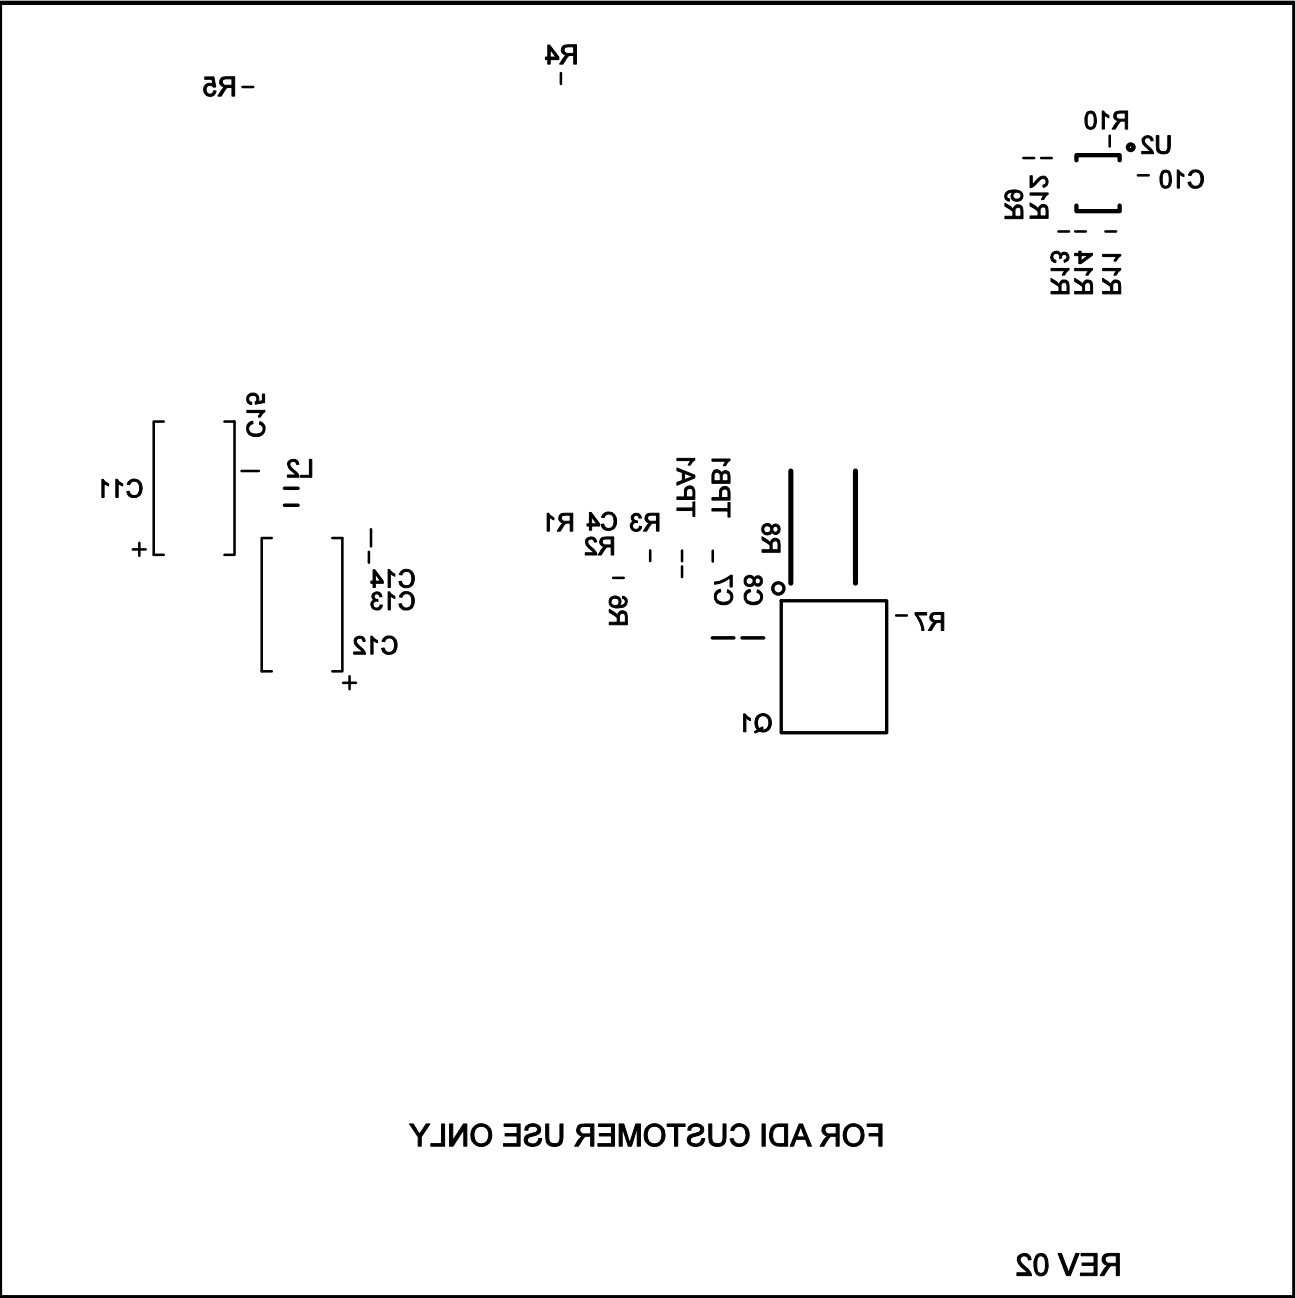 R4
R5
R10
U2
C10
R9
R12
R13
R14
R11
C15
L2
C11
+
TPA1
TPB1
R1
C4
R3
R2
R8
C14
C13
C7
C8
R6
R7
C12
+
Q1
FOR ADI CUSTOMER USE ONLY
REV 02